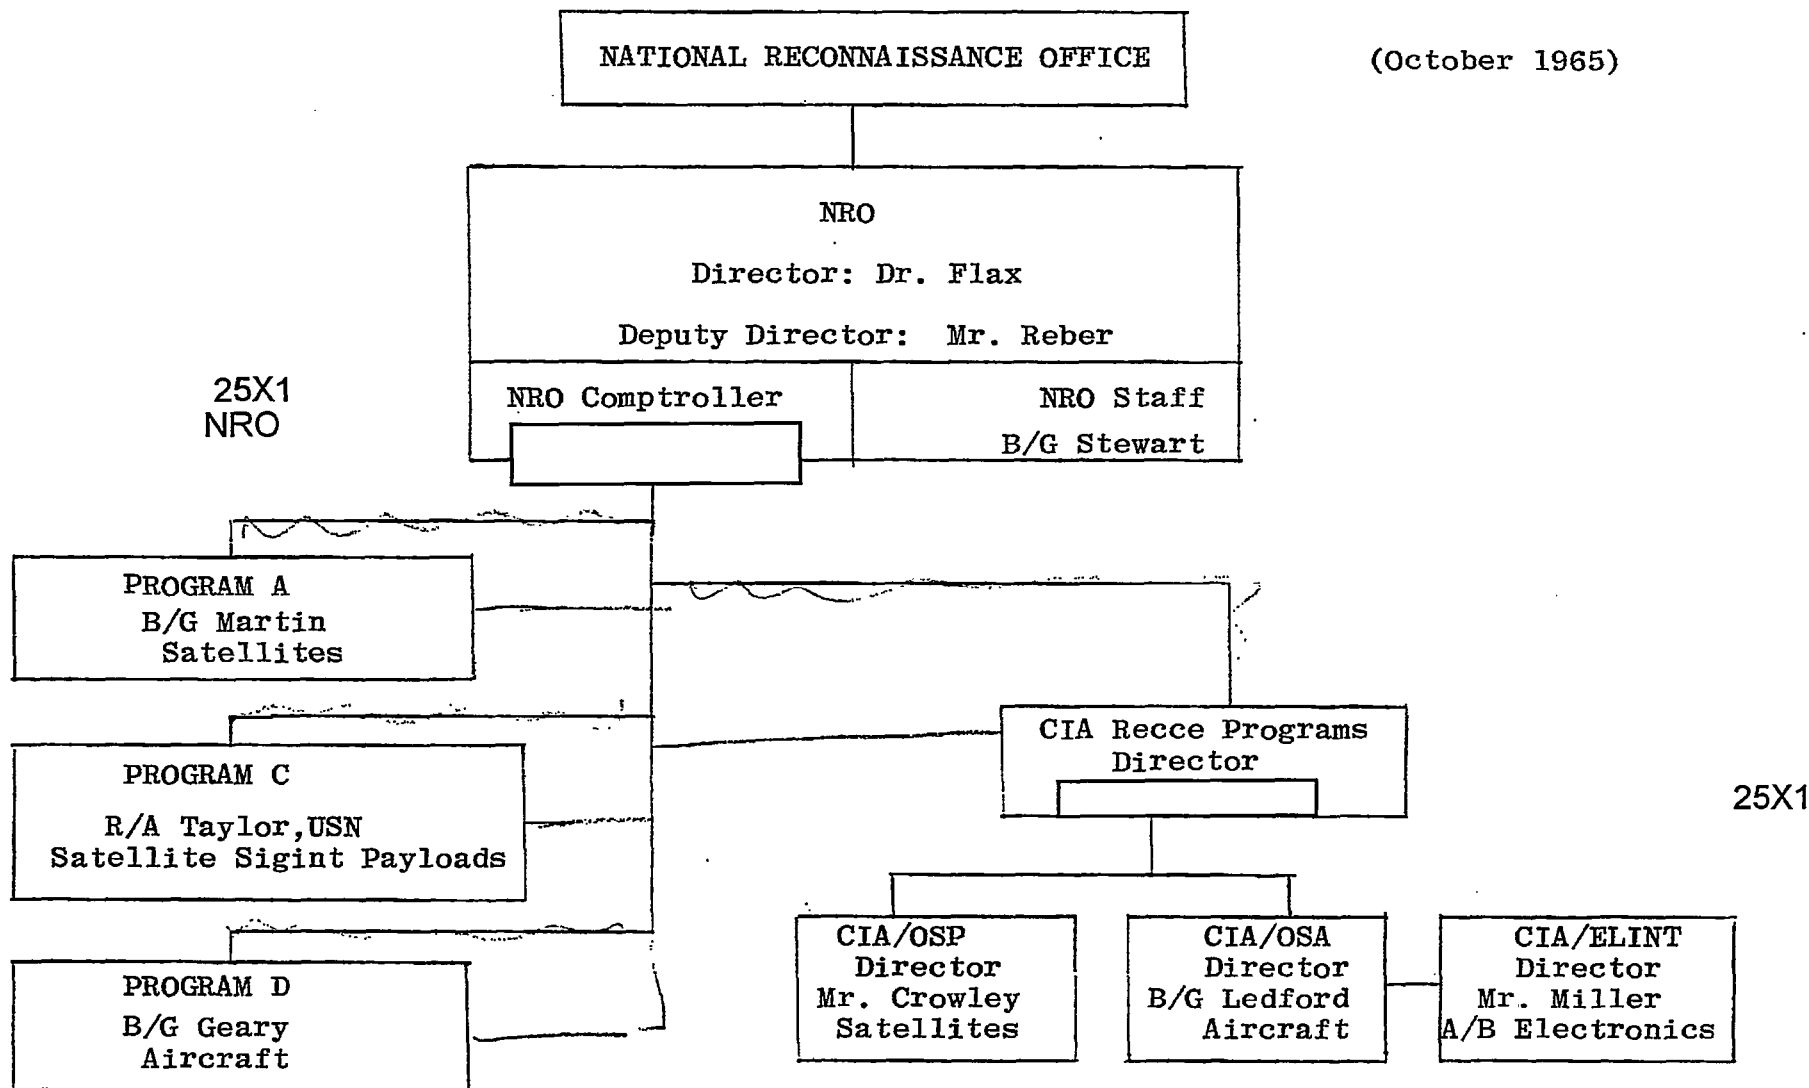 NATIONAL RECONNAISSANCE OFFICE
(October 1965)
NRO
Director: Dr. Flax
Deputy Director: Mr. Reber
25X1
NRO
NRO Comptroller
NRO Staff
B/G Stewart
PROGRAM A
B/G Martin
Satellites
PROGRAM C
R/A Taylor,USN
Satellite Sigint Payloads
PROGRAM D
B/G Geary
Aircraft
CIA Recce Programs
Director
25X1
CIA/OSP
Director
Mr. Crowley
Satellites
CIA/OSA
Director
B/G Ledford
Aircraft
CIA/ELINT
Director
Mr. Miller
A/B Electronics